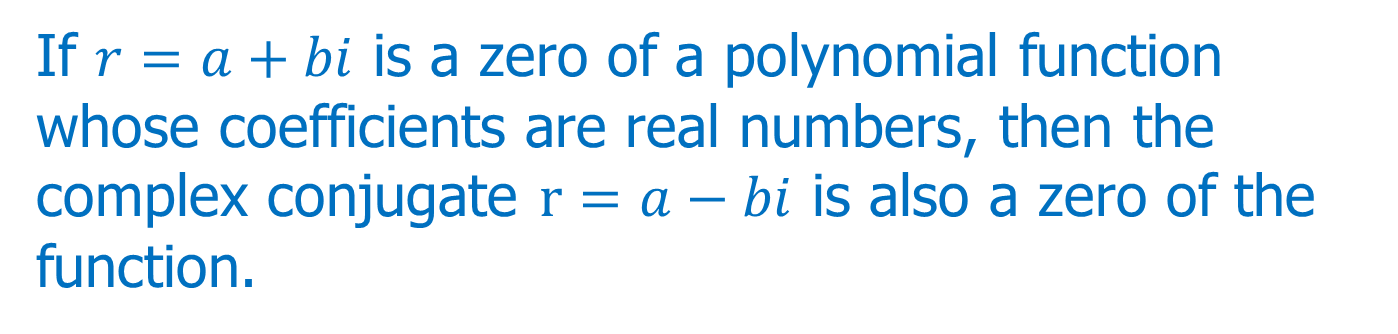 If r = a + bi is a zero of a polynomial function
whose coefficients are real numbers, then the
complex conjugate r = a − bi is also a zero of the
function.